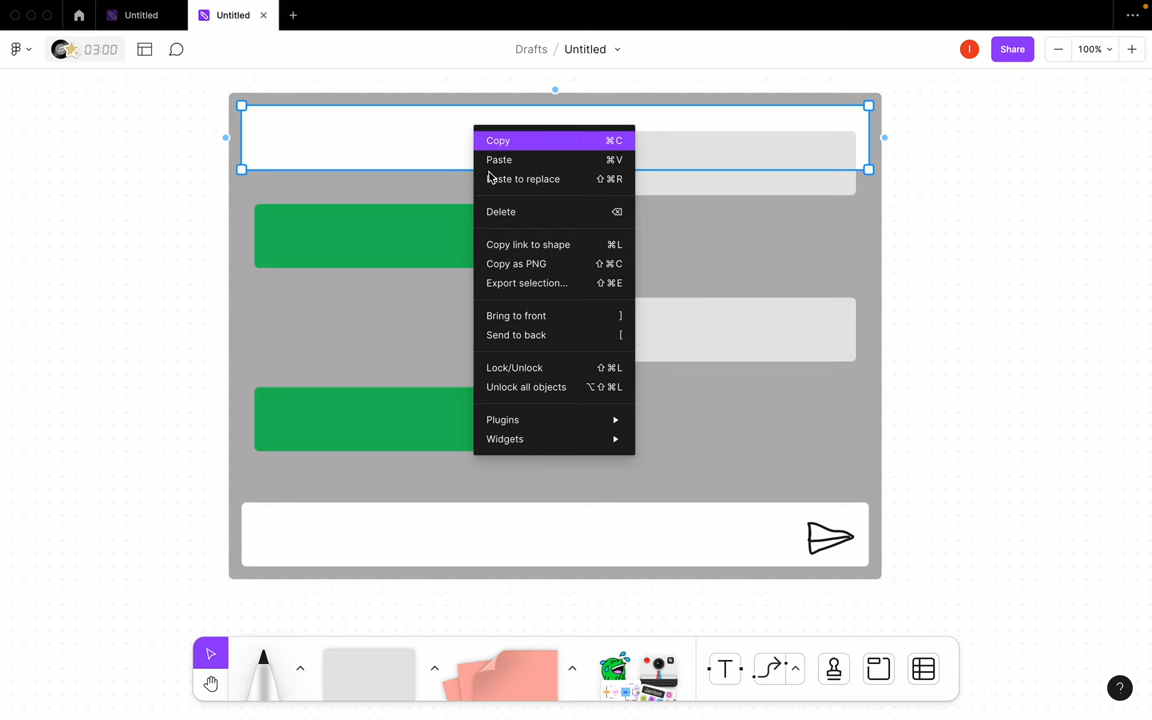 Untitled
Untitled
03:00
Drafts / Untitled
I
Share
100%
Copy ⌘C
Paste ⌘V
Paste to replace ⇧⌘R
Delete ⌫
Copy link to shape ⌘L
Copy as PNG ⇧⌘C
Export selection... ⇧⌘E
Bring to front ]
Send to back [
Lock/Unlock ⇧⌘L
Unlock all objects ⌥⇧⌘L
Plugins
Widgets
T
?